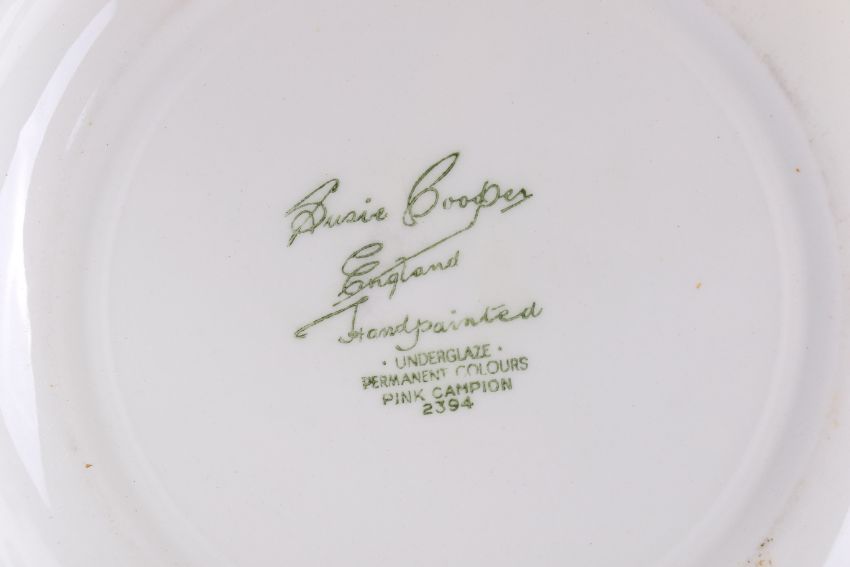 Susie Cooper
England
Handpainted
· UNDERGLAZE ·
PERMANENT COLOURS
PINK CAMPION
2394